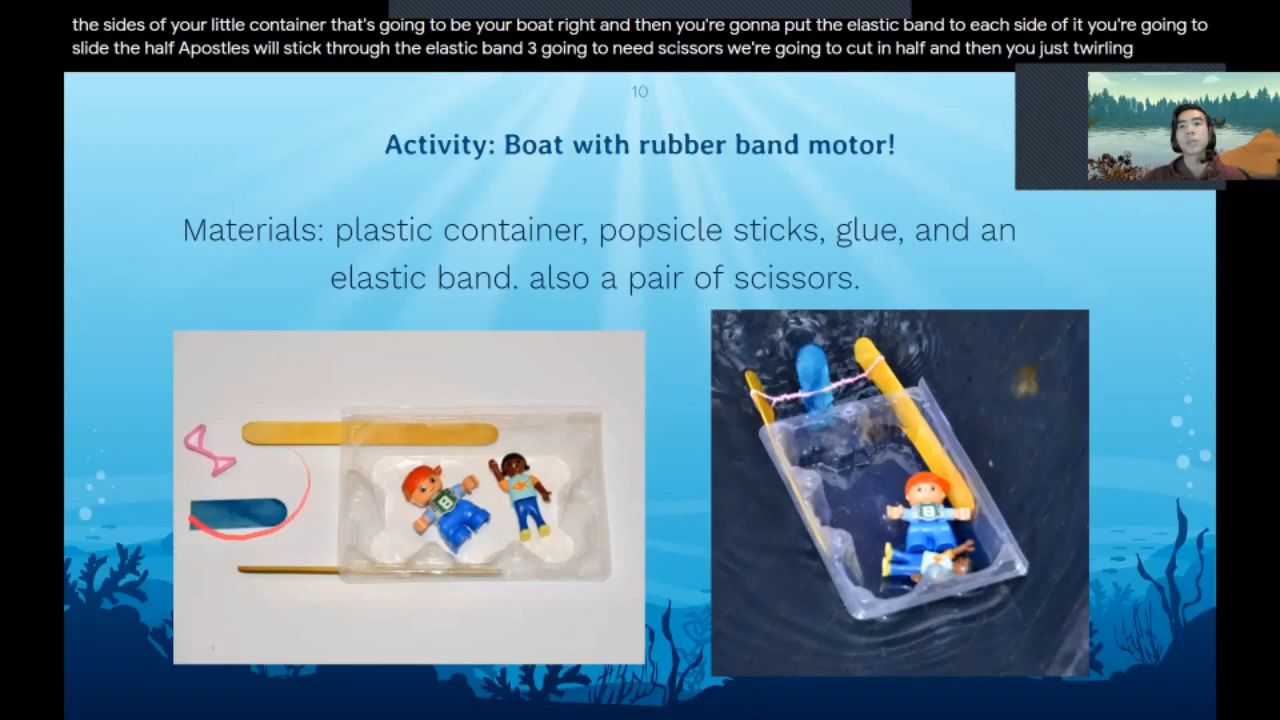 the sides of your little container that's going to be your boat right and then you're gonna put the elastic band to each side of it you're going to
slide the half Apostles will stick through the elastic band 3 going to need scissors we're going to cut in half and then you just twirling
10
Activity: Boat with rubber band motor!
Materials: plastic container, popsicle sticks, glue, and an
elastic band. also a pair of scissors.
B
B